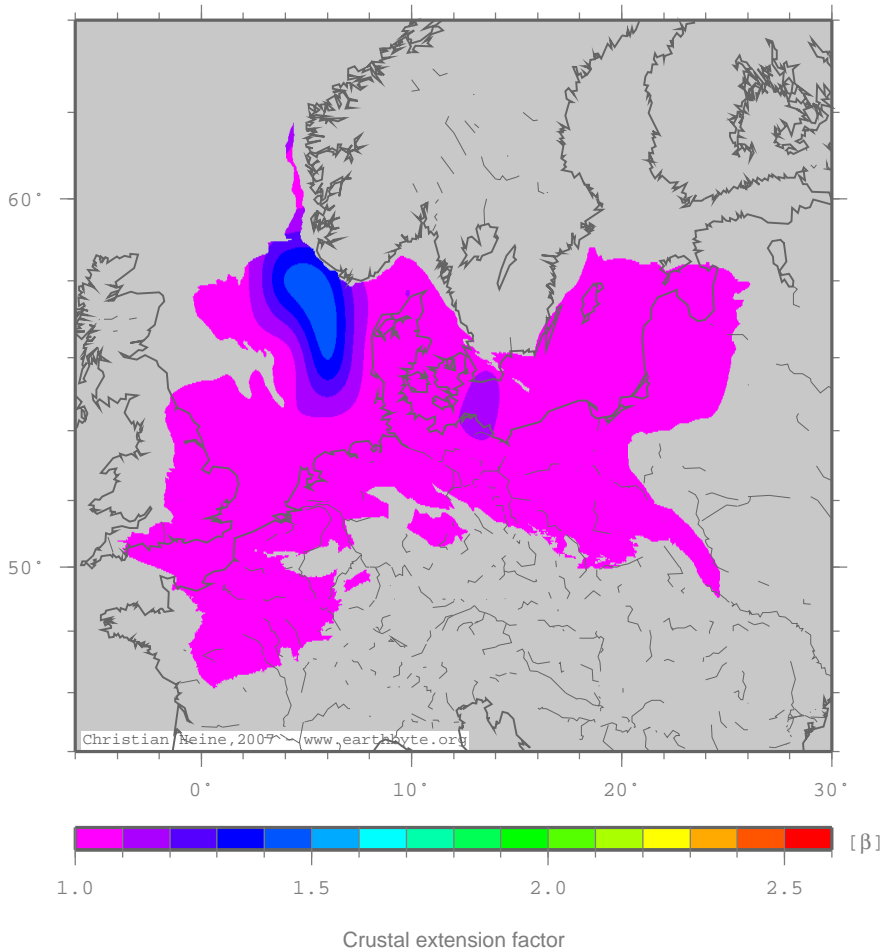 60°
50°
Christian Heine,2007 www.earthbyte.org
0° 10° 20° 30°
[β]
1.0 1.5 2.0 2.5
Crustal extension factor